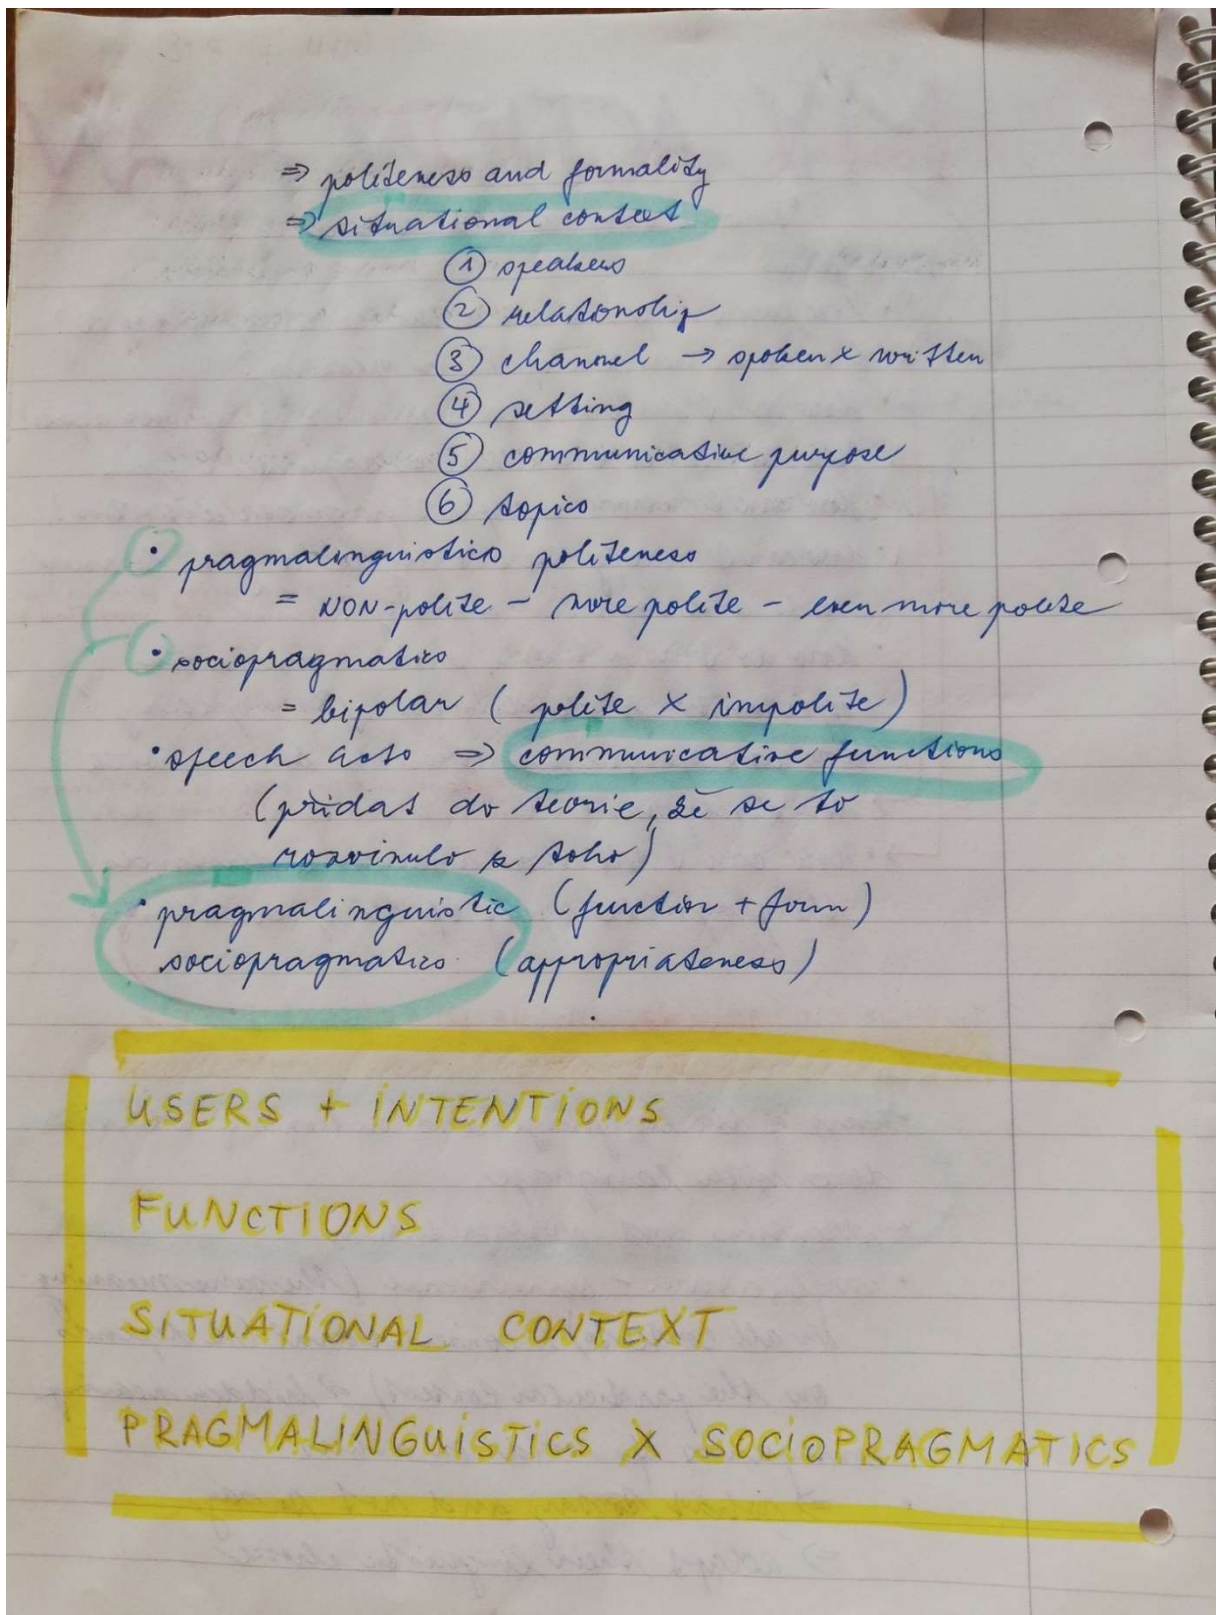 ⇒ politeness and formality
⇒ situational context
① speakers
② relationship
③ channel → spoken x written
④ setting
⑤ communicative purpose
⑥ topics
• pragmalinguistics politeness
= NON-polite - more polite - even more polite
• sociopragmatics
= bipolar ( polite x impolite )
• speech acts ⇒ communicative functions
(přidat do teorie, že se to
rozvinulo z toho)
• pragmalinguistic (function + form)
sociopragmatics (appropriateness)
USERS + INTENTIONS
FUNCTIONS
SITUATIONAL CONTEXT
PRAGMALINGUISTICS X SOCIOPRAGMATICS